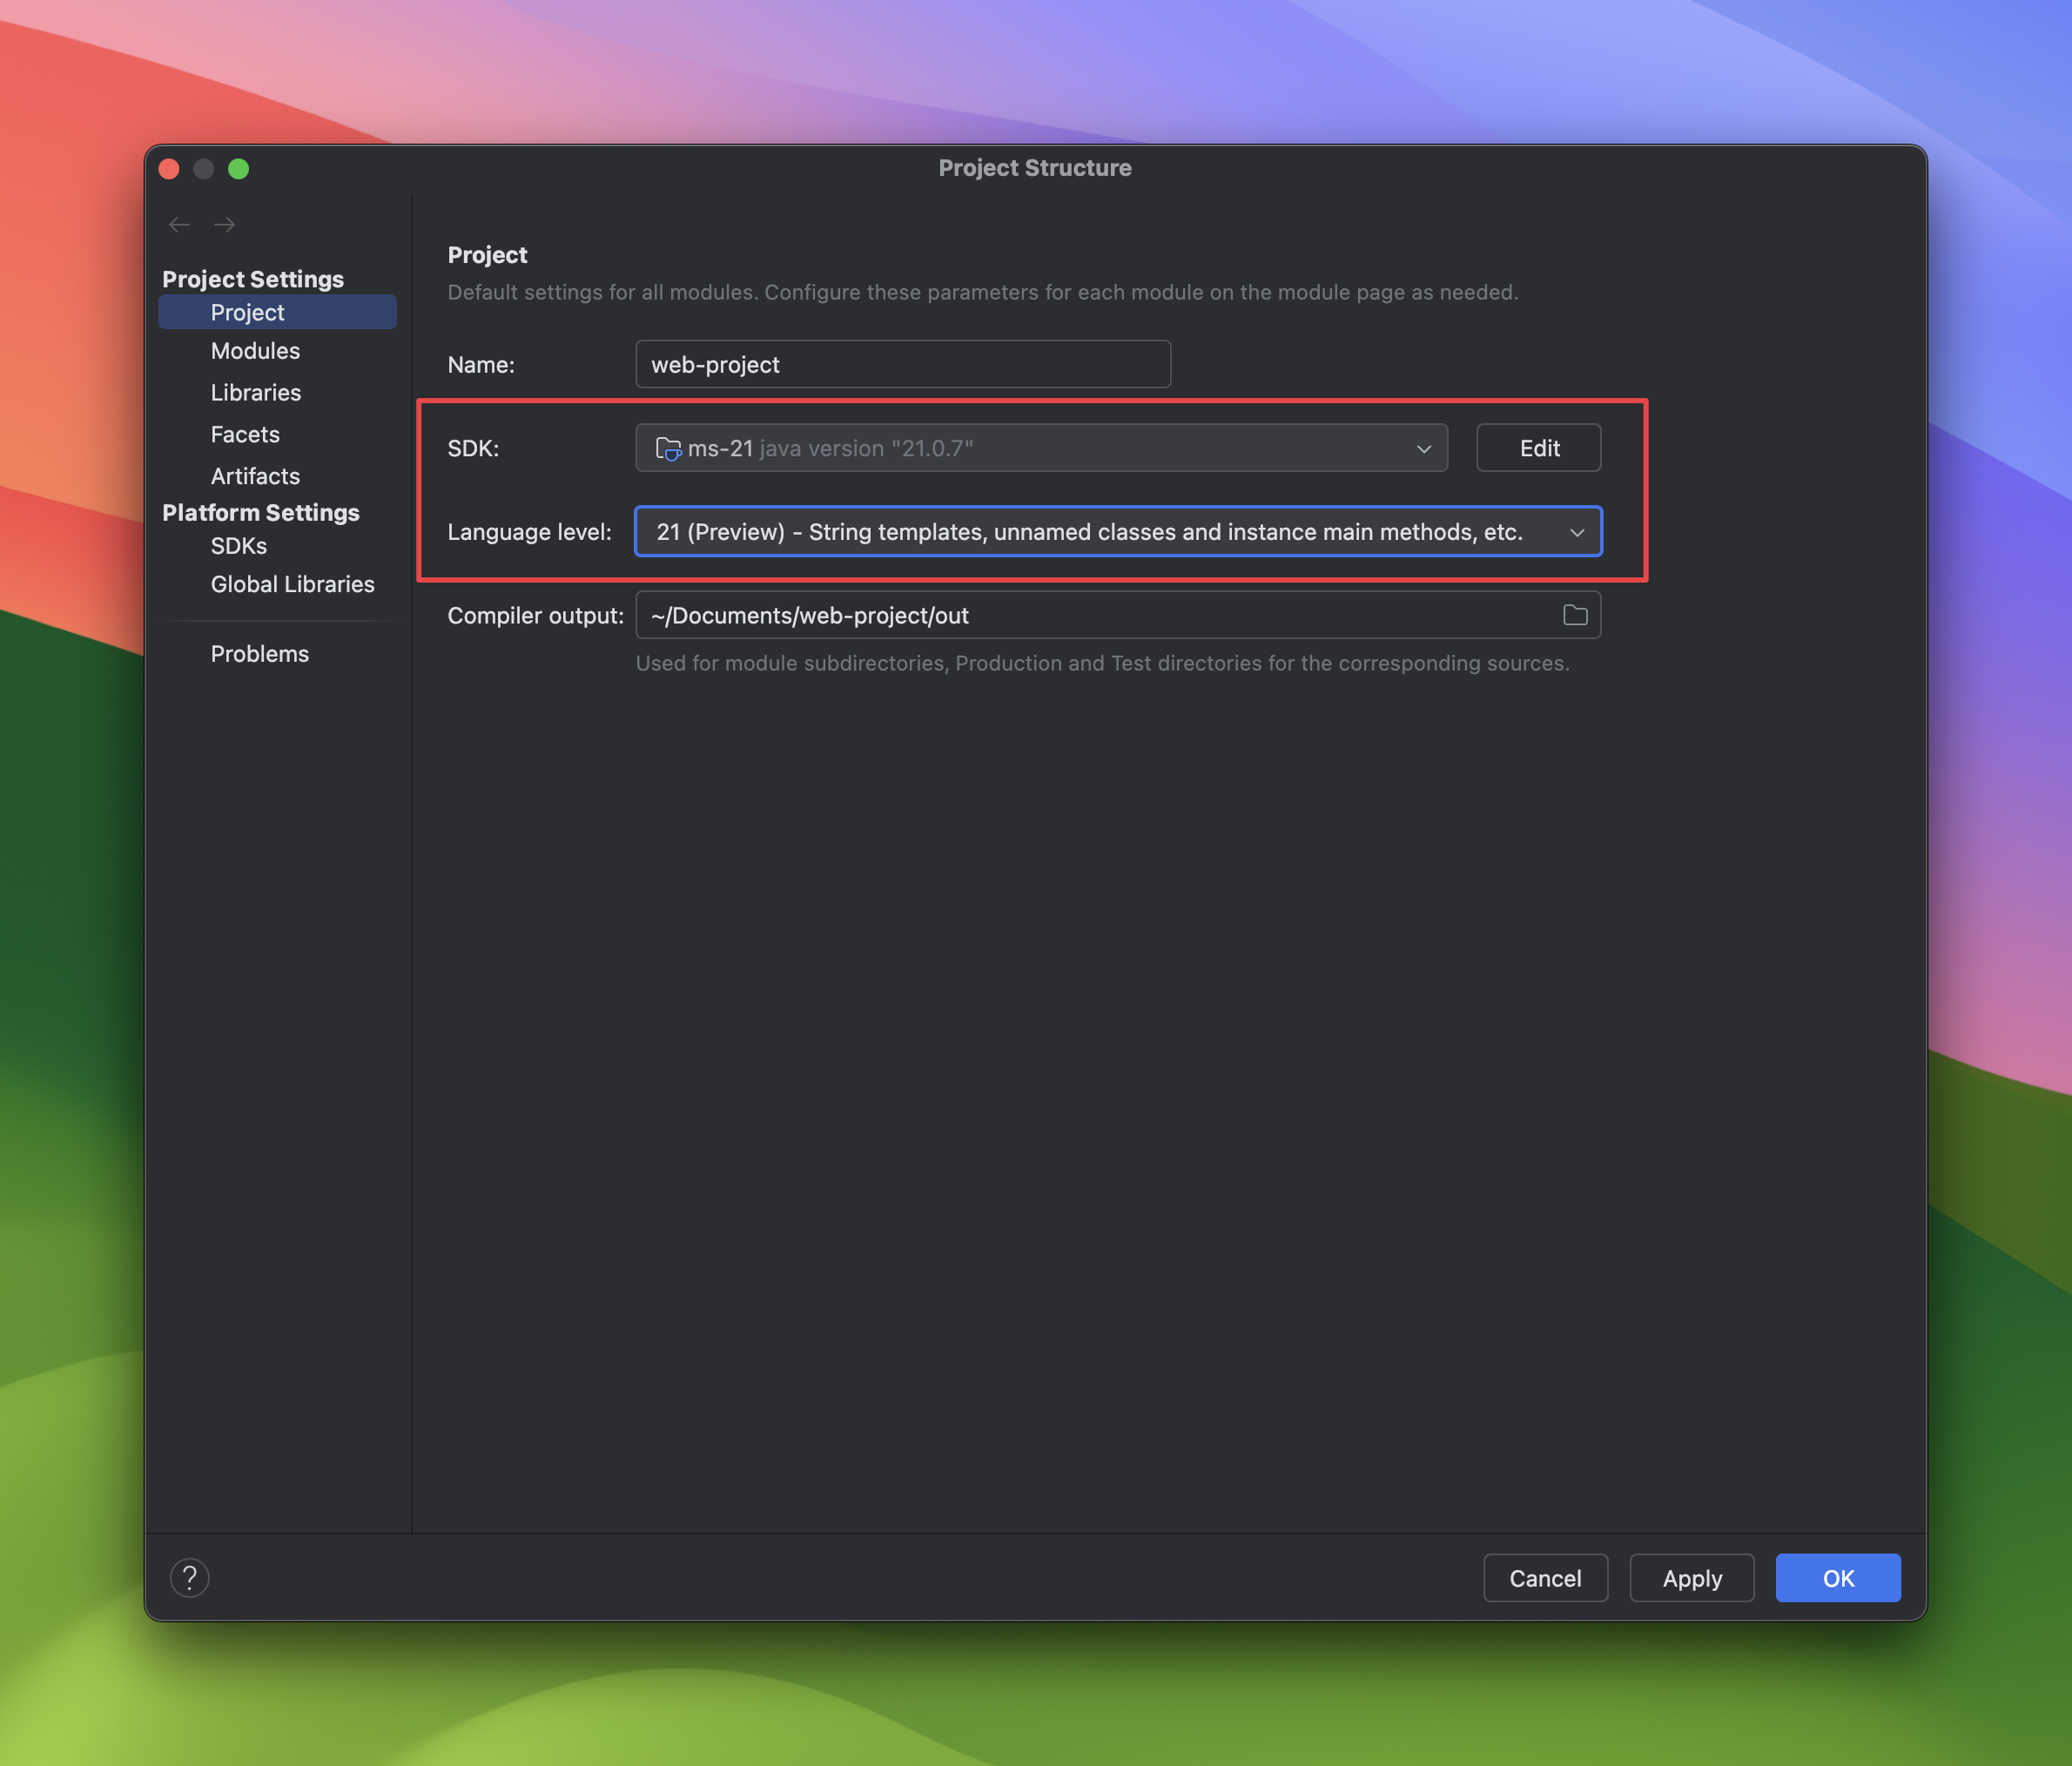 Project Structure
Project Settings
Project
Modules
Libraries
Facets
Artifacts
Platform Settings
SDKs
Global Libraries
Problems
Project
Default settings for all modules. Configure these parameters for each module on the module page as needed.
Name: web-project
SDK: ms-21 java version "21.0.7" Edit
Language level: 21 (Preview) - String templates, unnamed classes and instance main methods, etc.
Compiler output: ~/Documents/web-project/out
Used for module subdirectories, Production and Test directories for the corresponding sources.
? Cancel Apply OK